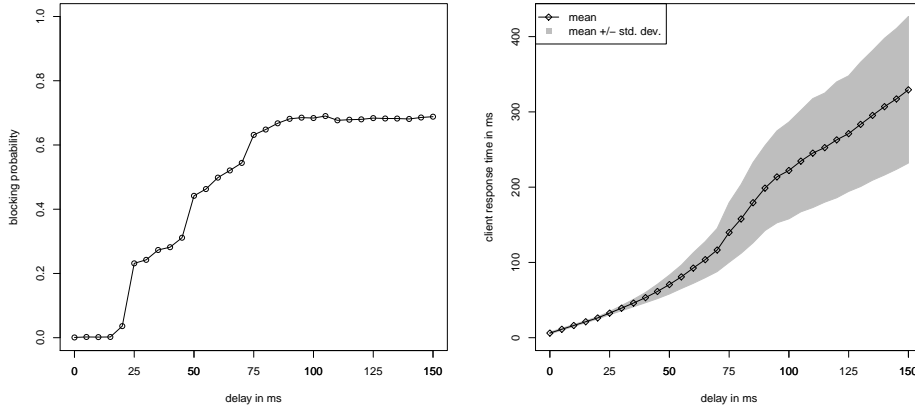 1.0
0.8
0.6
0.4
0.2
0.0
blocking probability
0 25 50 75 100 125 150
delay in ms
mean
mean +/− std. dev.
400
300
200
100
0
client response time in ms
0 25 50 75 100 125 150
delay in ms